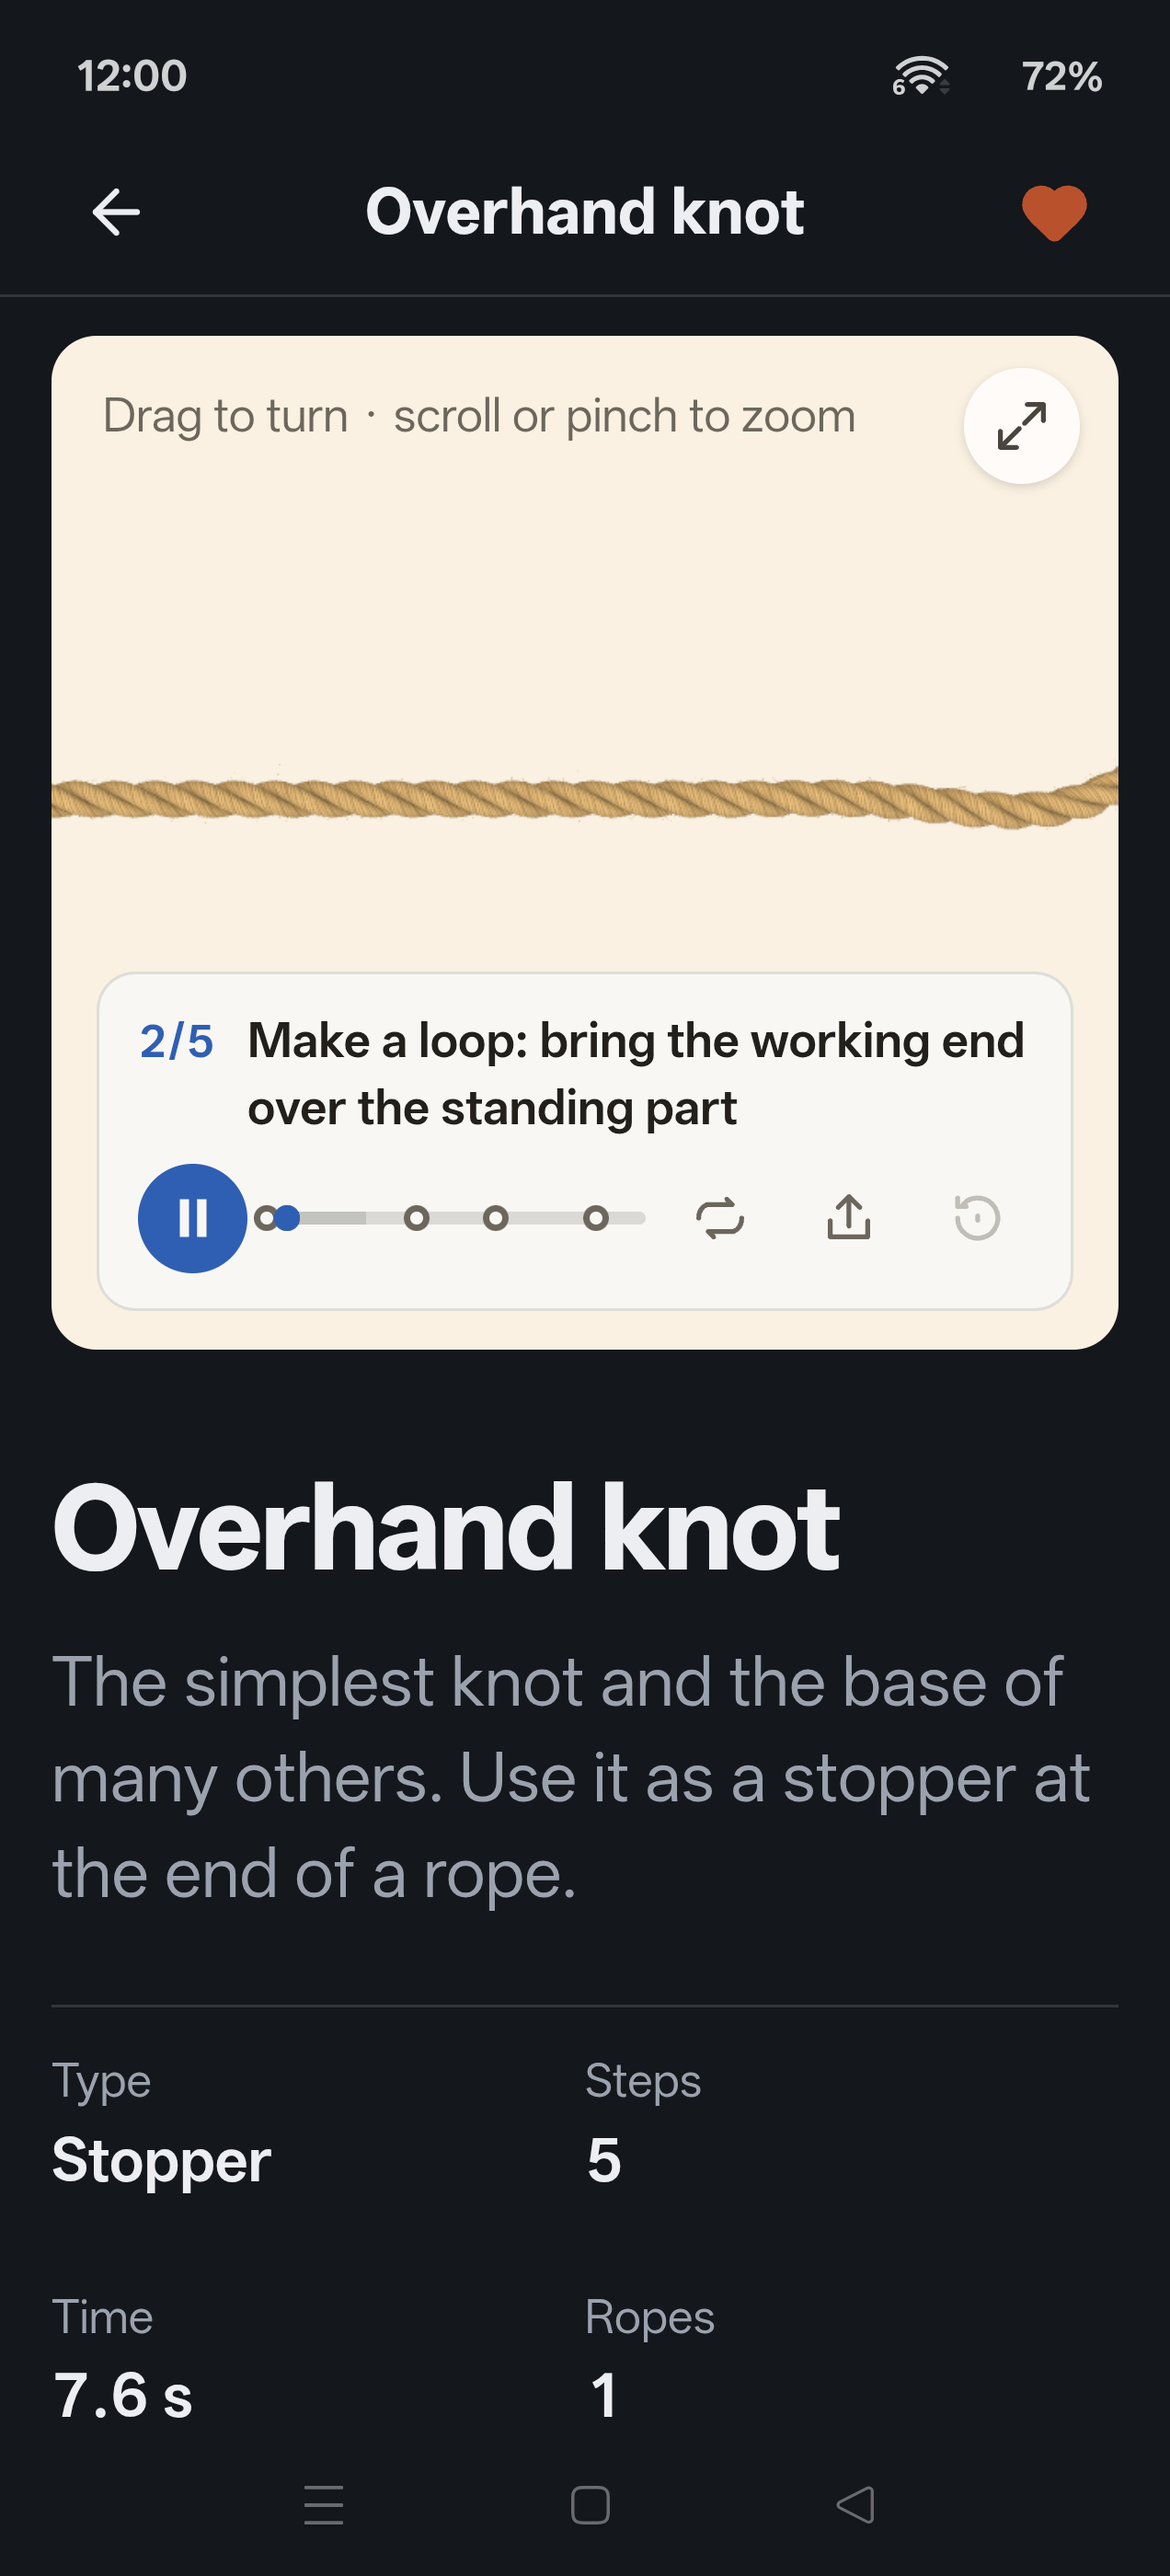 12:00
6
72%
Overhand knot
Drag to turn · scroll or pinch to zoom
2/5 Make a loop: bring the working end
over the standing part
Overhand knot
The simplest knot and the base of
many others. Use it as a stopper at
the end of a rope.
Type Steps
Stopper 5
Time Ropes
7.6 s 1